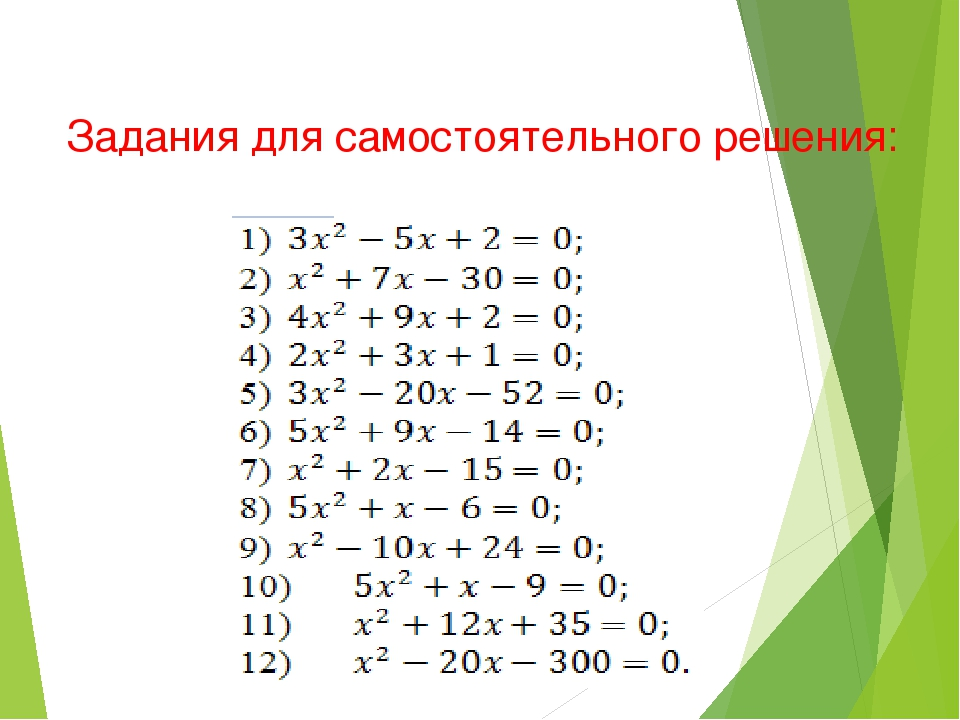 Задания для самостоятельного решения:
1) 3x² − 5x + 2 = 0;
2) x² + 7x − 30 = 0;
3) 4x² + 9x + 2 = 0;
4) 2x² + 3x + 1 = 0;
5) 3x² − 20x − 52 = 0;
6) 5x² + 9x − 14 = 0;
7) x² + 2x − 15 = 0;
8) 5x² + x − 6 = 0;
9) x² − 10x + 24 = 0;
10) 5x² + x − 9 = 0;
11) x² + 12x + 35 = 0;
12) x² − 20x − 300 = 0.